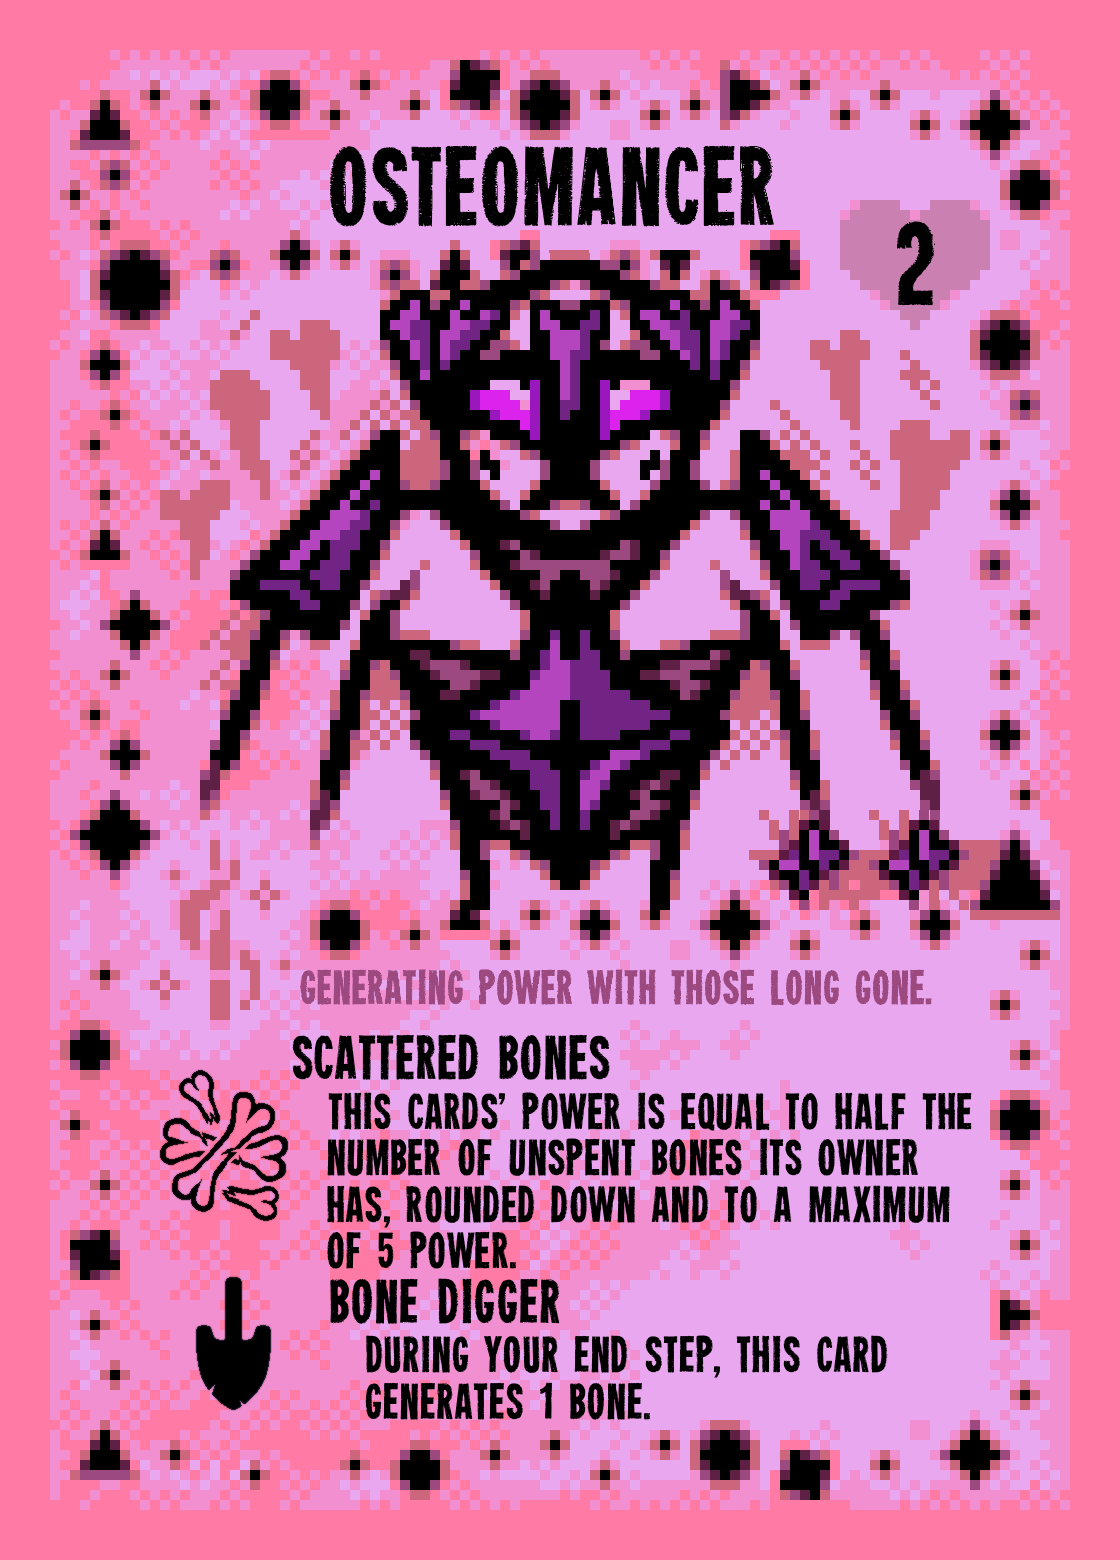 OSTEOMANCER
2
GENERATING POWER WITH THOSE LONG GONE.
SCATTERED BONES
THIS CARDS' POWER IS EQUAL TO HALF THE
NUMBER OF UNSPENT BONES ITS OWNER
HAS, ROUNDED DOWN AND TO A MAXIMUM
OF 5 POWER.
BONE DIGGER
DURING YOUR END STEP, THIS CARD
GENERATES 1 BONE.